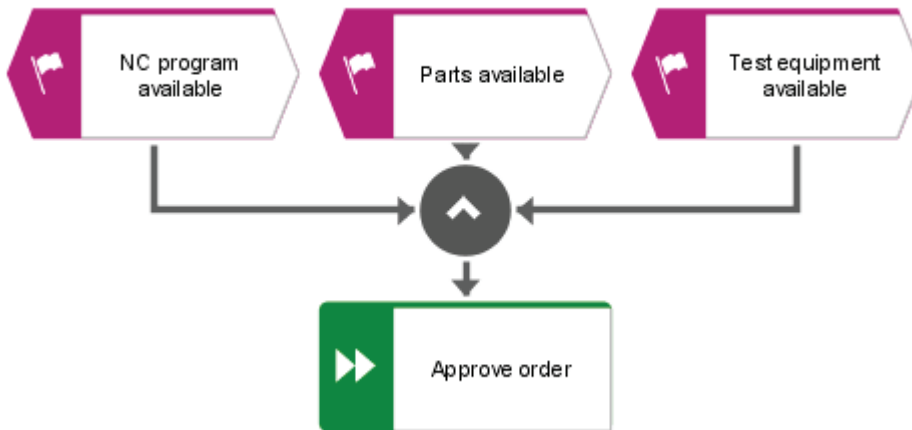 NC program
available
Parts available
Test equipment
available
Approve order